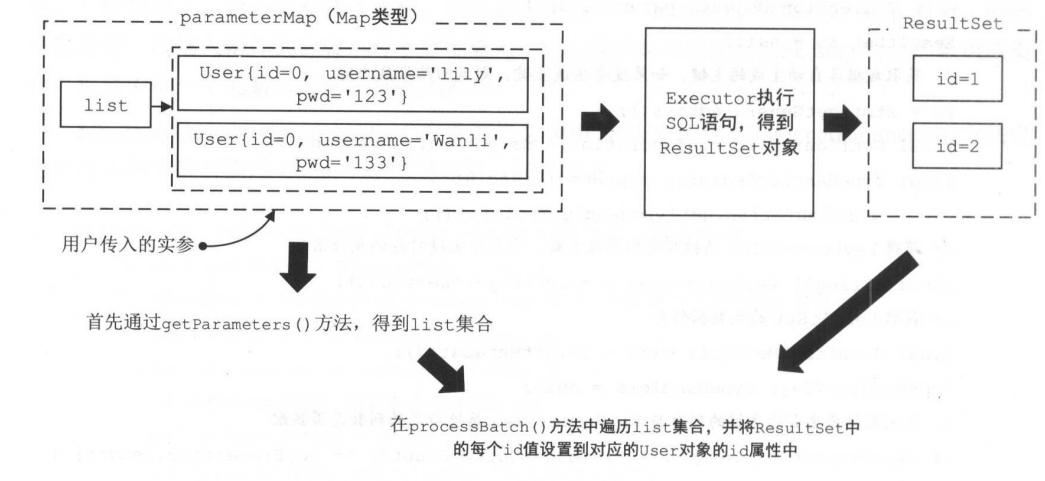 parameterMap（Map类型）
list
User{id=0, username='lily',
pwd='123'}
User{id=0, username='Wanli'
pwd='133'}
Executor执行
SQL语句，得到
ResultSet对象
ResultSet
id=1
id=2
用户传入的实参
首先通过getParameters()方法，得到list集合
在processBatch()方法中遍历list集合，并将ResultSet中
的每个id值设置到对应的User对象的id属性中